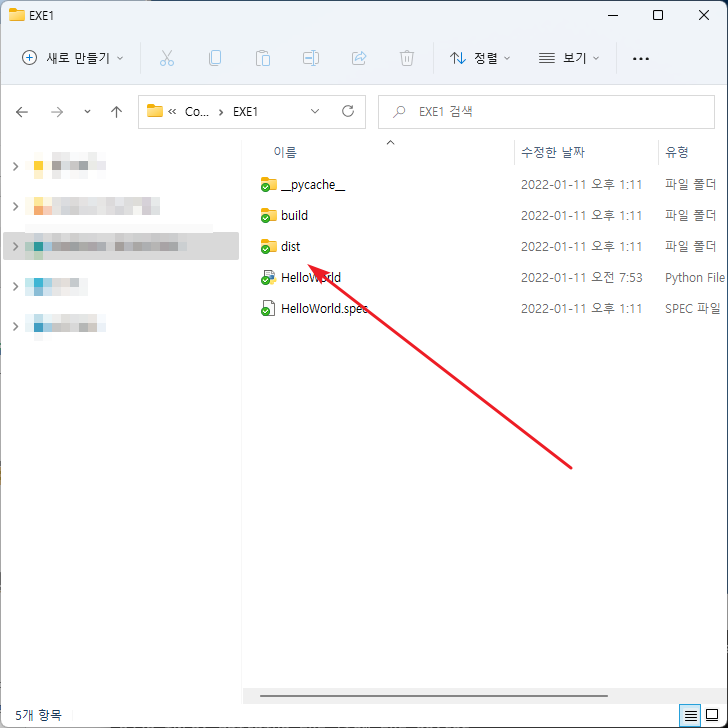 EXE1
새로 만들기
정렬
보기
Co... EXE1
EXE1 검색
이름 수정한 날짜 유형
__pycache__ 2022-01-11 오후 1:11 파일 폴더
build 2022-01-11 오후 1:11 파일 폴더
dist 2022-01-11 오후 1:11 파일 폴더
HelloWorld 2022-01-11 오전 7:53 Python File
HelloWorld.spec 2022-01-11 오후 1:11 SPEC 파일
5개 항목